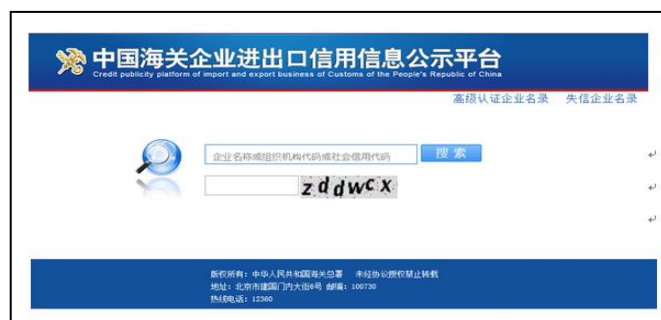 中国海关企业进出口信用信息公示平台
Credit publicity platform of import and export business of Customs of the People's Republic of China
高级认证企业名录 失信企业名录
企业名称或组织机构代码或社会信用代码 搜索
zddwcx
版权所有：中华人民共和国海关总署 未经协议授权禁止转载
地址：北京市建国门内大街6号 邮编：100730
热线电话：12360